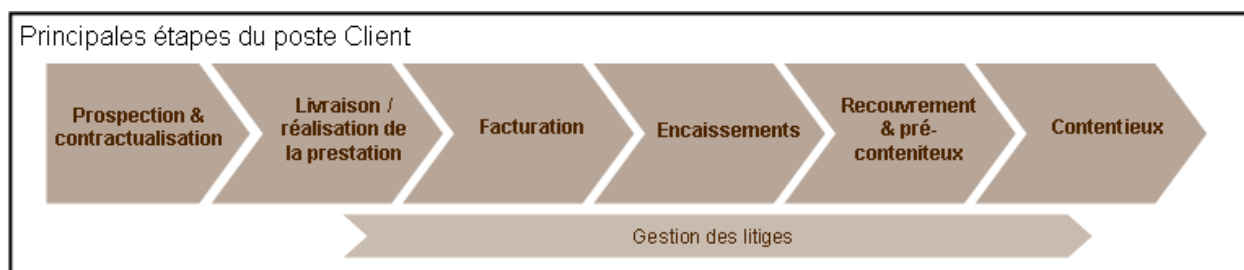 Principales étapes du poste Client
Prospection &
contractualisation
Livraison /
réalisation de
la prestation
Facturation
Encaissements
Recouvrement
& pré-
conteniteux
Contentieux
Gestion des litiges